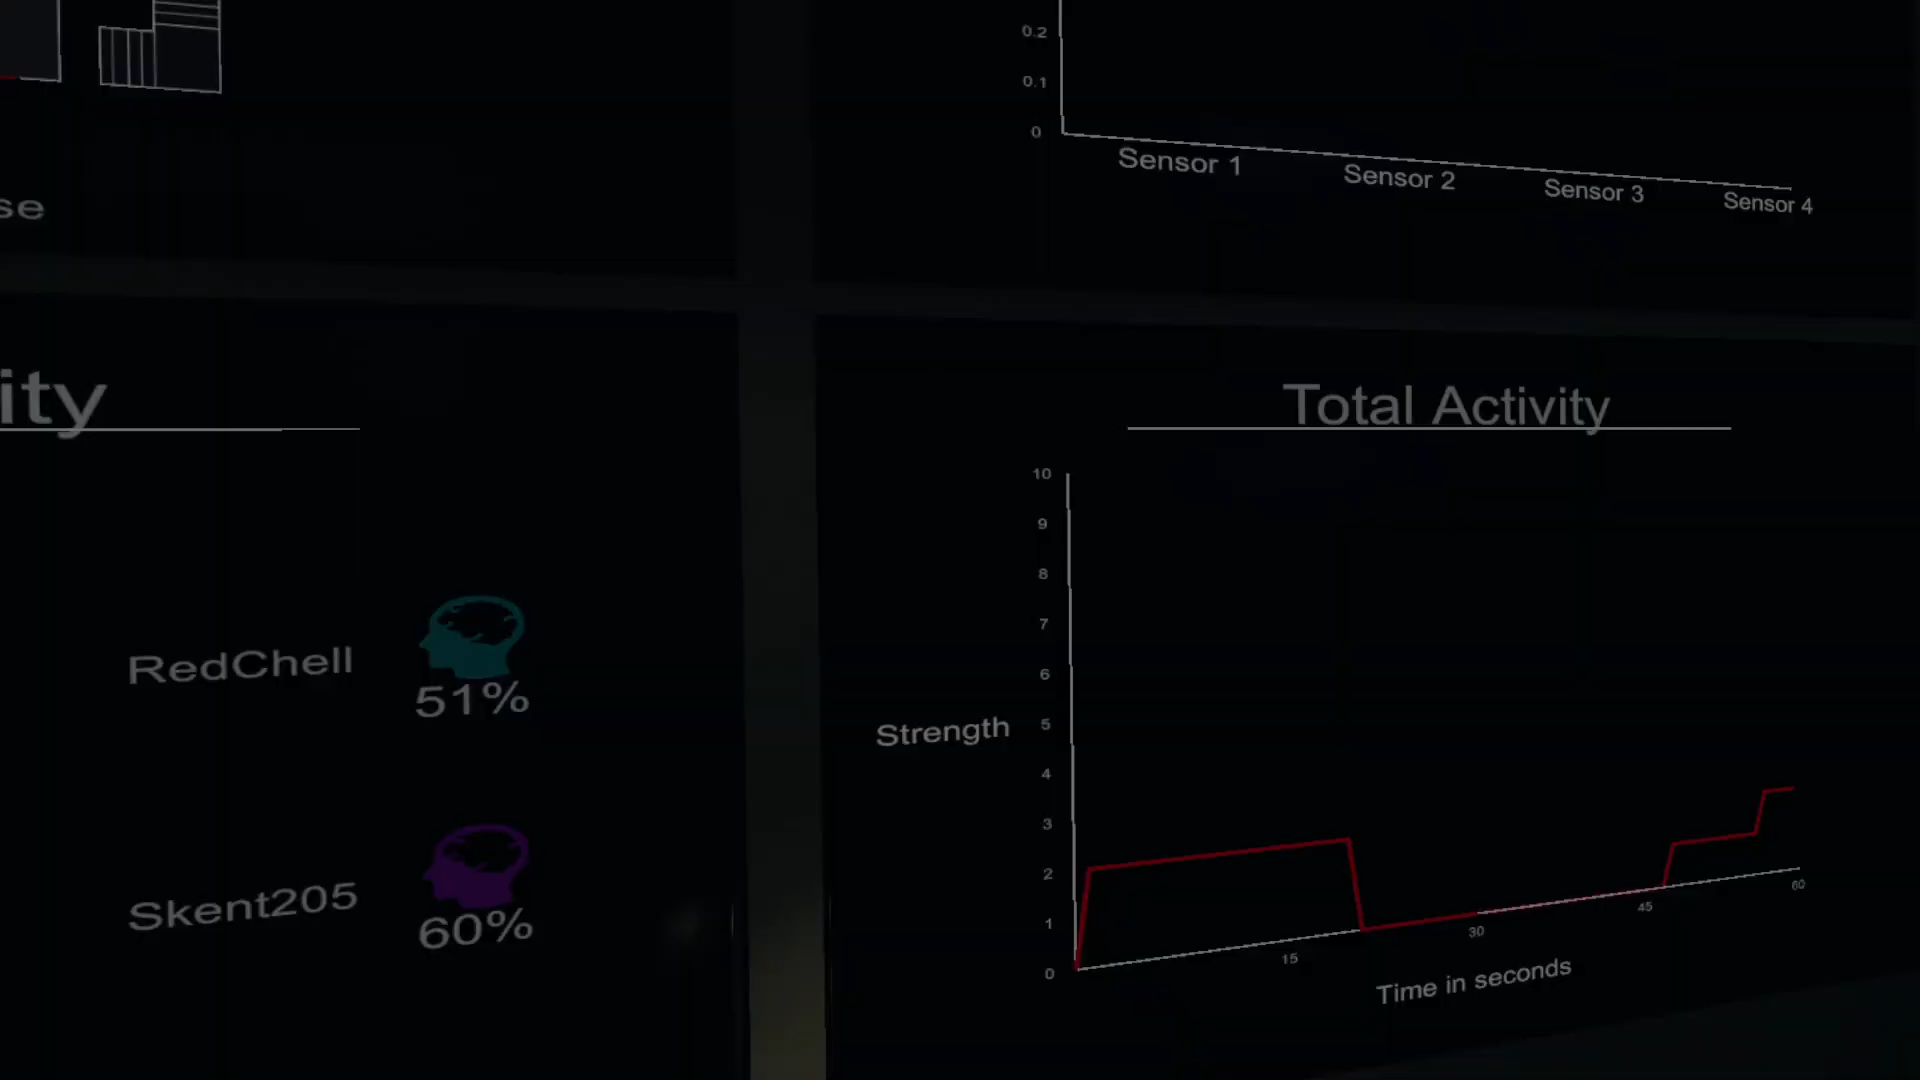 se
0.2
0.1
0
Sensor 1
Sensor 2
Sensor 3
Sensor 4
ity
RedChell
51%
Skent205
60%
Total Activity
10
9
8
7
6
5
4
3
2
1
0
Strength
15
30
45
60
Time in seconds